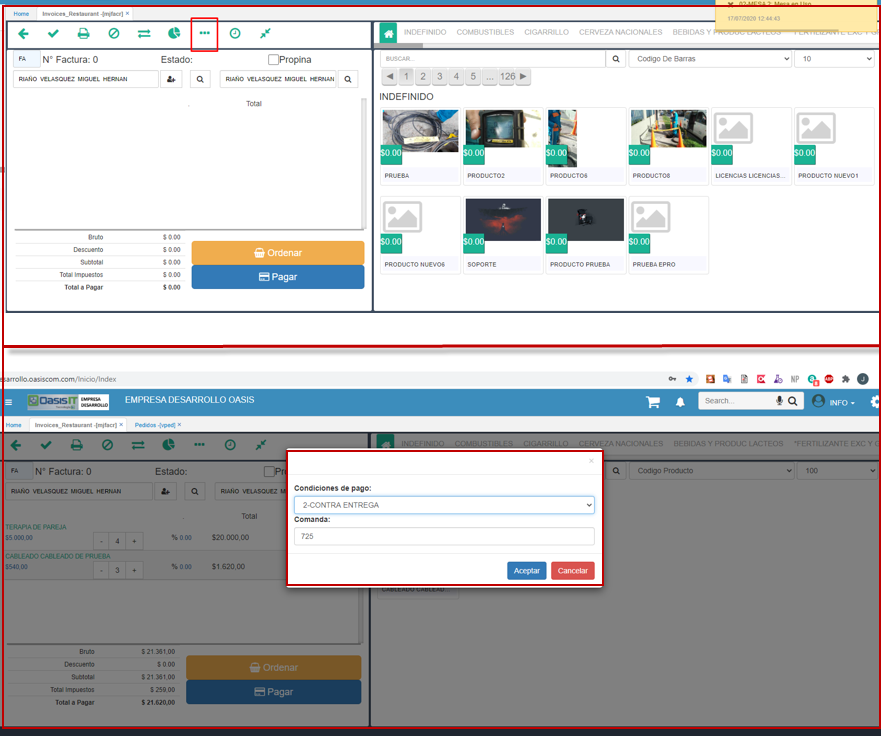 02-MESA 2 Mesa en Uso
17/07/2020 12:44:45
Home Invoices_Restaurant -[mjfacr] ×
INDEFINIDO COMBUSTIBLES CIGARRILLO CERVEZA NACIONALES BEBIDAS Y PRODUC LACTEOS
FA N° Factura: 0 Estado: Propina
RIAÑO VELASQUEZ MIGUEL HERNAN RIAÑO VELASQUEZ MIGUEL HERNAN
Total
BUSCAR... Codigo De Barras 10
◀ 1 2 3 4 5 ... 126 ▶
INDEFINIDO
$0.00 $0.00 $0.00 $0.00 $0.00 $0.00
PRUEBA PRODUCTO2 PRODUCTO6 PRODUCTO8 LICENCIAS LICENCIAS... PRODUCTO NUEVO1
$0.00 $0.00 $0.00 $0.00
PRODUCTO NUEVO6 SOPORTE PRODUCTO PRUEBA PRUEBA EPRO
Bruto $ 0.00
Descuento $ 0.00
Subtotal $ 0.00
Total Impuestos $ 0.00
Total a Pagar $ 0.00
Ordenar
Pagar
esarrollo.oasiscom.com/Inicio/Index
NP ABP J
OasisIT EMPRESA DESARROLLO EMPRESA DESARROLLO OASIS Search... INFO
Home Invoices_Restaurant -[mjfacr] × Pedidos -[vped] ×
INDEFINIDO COMBUSTIBLES CIGARRILLO CERVEZA NACIONALES BEBIDAS Y PRODUC LACTEOS "FERTILIZANTE EXC Y G
FA N° Factura: 0 Estado: Pr
RIAÑO VELASQUEZ MIGUEL HERNAN RIAÑO VELASQUEZ M
Codigo Producto 100
Total
TERAPIA DE PAREJA
$5.000,00 - 4 + % 0.00 $20.000,00
CABLEADO CABLEADO DE PRUEBA
$540,00 - 3 + % 0.00 $1.620,00
CABLEADO CABLEAD...
×
Condiciones de pago:
2-CONTRA ENTREGA
Comanda:
725
Aceptar Cancelar
Bruto $ 21.361,00
Descuento $ 0.00
Subtotal $ 21.361,00
Total Impuestos $ 259,00
Total a Pagar $ 21.620,00
Ordenar
Pagar